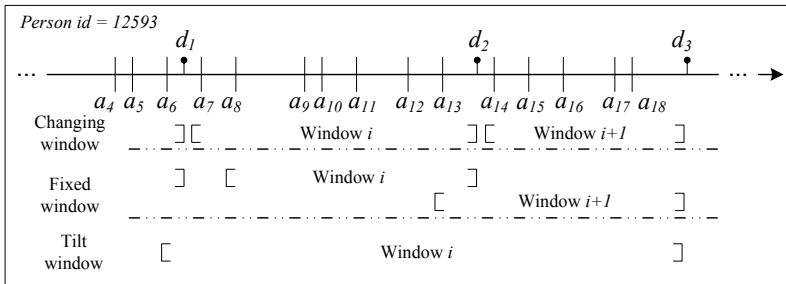 Person id = 12593
d1 d2 d3
... ...
a4 a5 a6 a7 a8 a9 a10 a11 a12 a13 a14 a15 a16 a17 a18
Changing window Window i Window i+1
Fixed window Window i
Window i+1
Tilt window Window i